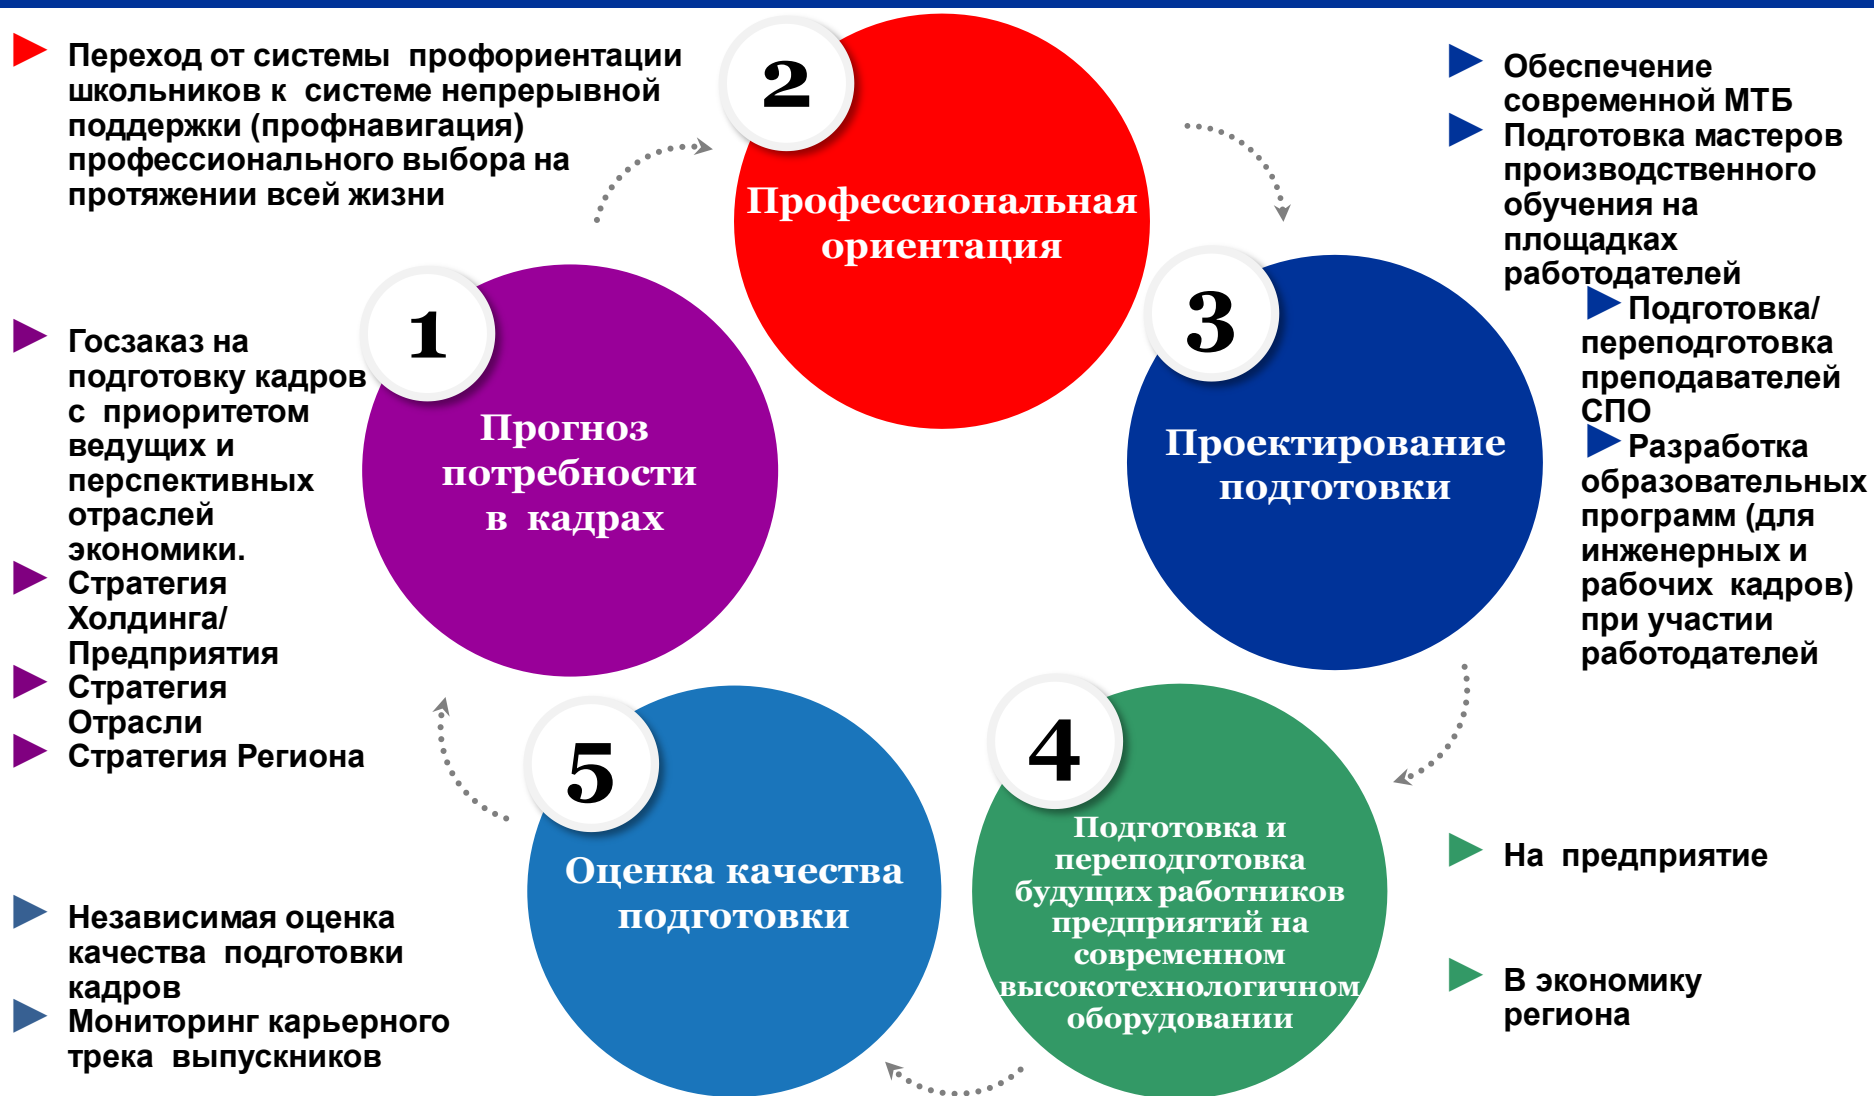 Переход от системы профориентации
школьников к системе непрерывной
поддержки (профнавигация)
профессионального выбора на
протяжении всей жизни
2
Профессиональная
ориентация
Обеспечение
современной МТБ
Подготовка мастеров
производственного
обучения на
площадках
работодателей
Подготовка/
переподготовка
преподавателей
СПО
Разработка
образовательных
программ (для
инженерных и
рабочих кадров)
при участии
работодателей
3
Проектирование
подготовки
1
Прогноз
потребности
в кадрах
Госзаказ на
подготовку кадров
с приоритетом
ведущих и
перспективных
отраслей
экономики.
Стратегия
Холдинга/
Предприятия
Стратегия
Отрасли
Стратегия Региона
5
Оценка качества
подготовки
4
Подготовка и
переподготовка
будущих работников
предприятий на
современном
высокотехнологичном
оборудовании
На предприятие
В экономику
региона
Независимая оценка
качества подготовки
кадров
Мониторинг карьерного
трека выпускников